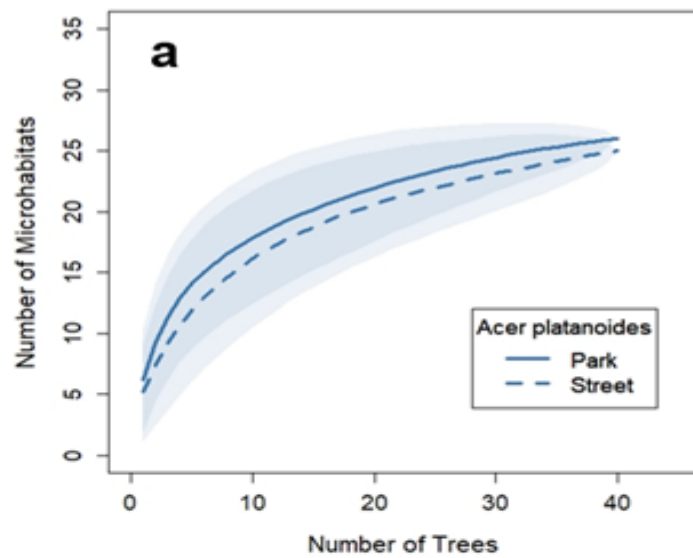 a
35
30
25
20
15
10
5
0
Number of Microhabitats
Acer platanoides
Park
Street
0 10 20 30 40
Number of Trees